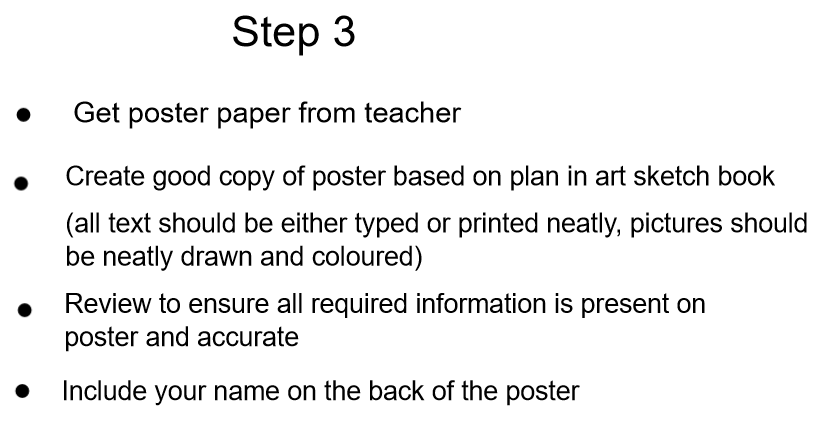 Step 3
● Get poster paper from teacher
● Create good copy of poster based on plan in art sketch book
(all text should be either typed or printed neatly, pictures should
be neatly drawn and coloured)
● Review to ensure all required information is present on
poster and accurate
● Include your name on the back of the poster